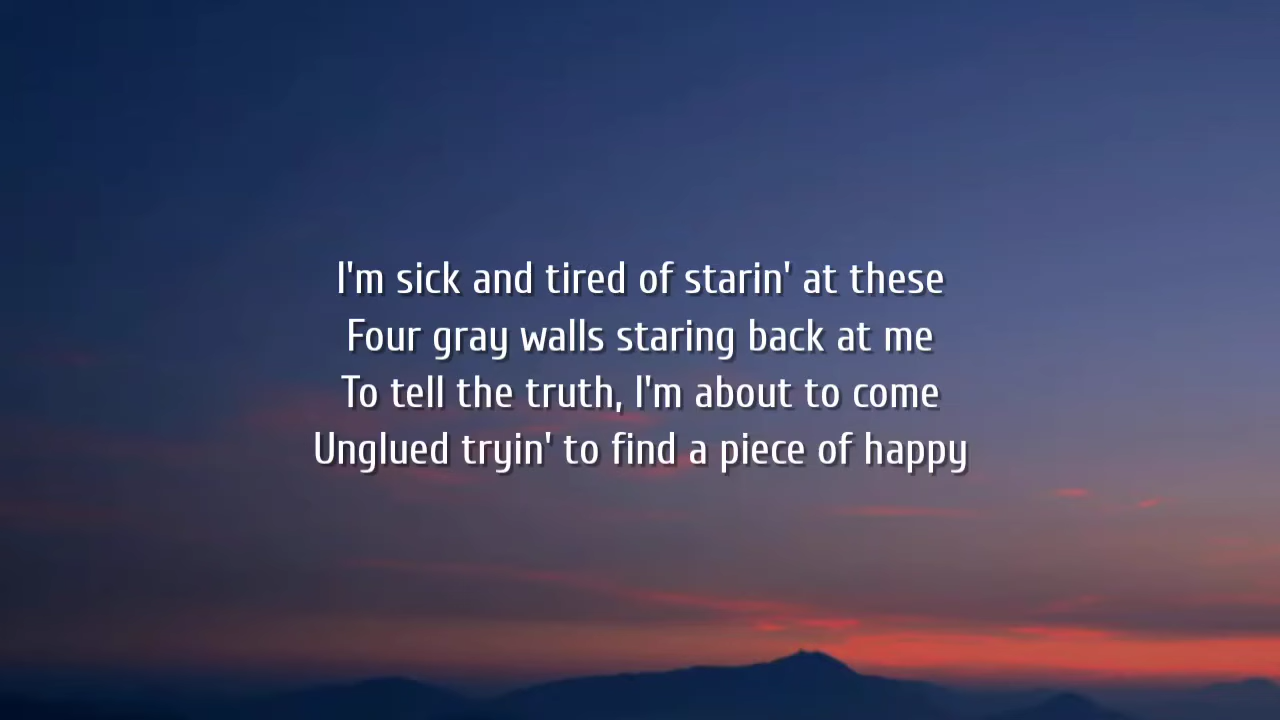 I'm sick and tired of starin' at these
Four gray walls staring back at me
To tell the truth, I'm about to come
Unglued tryin' to find a piece of happy